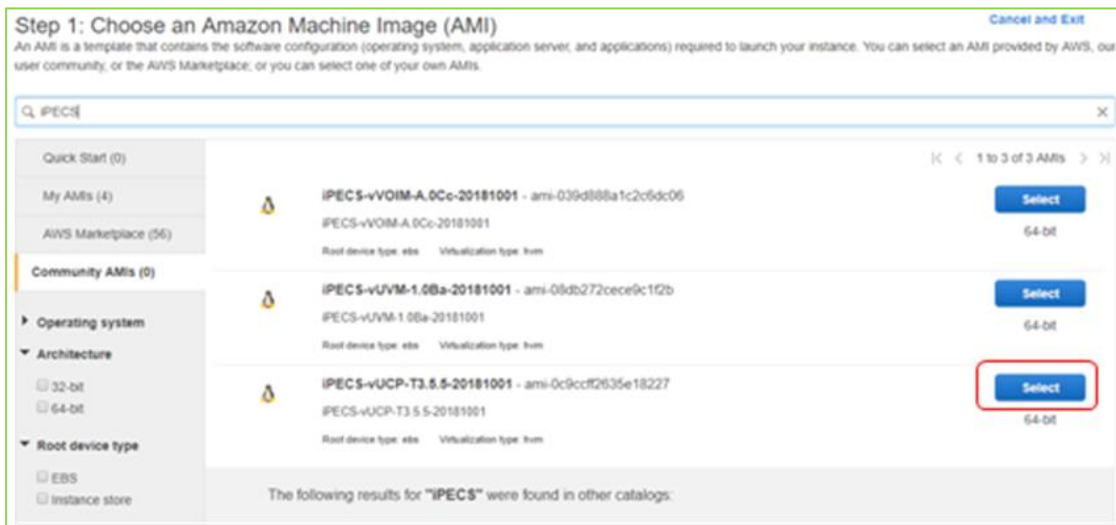 Step 1: Choose an Amazon Machine Image (AMI)
Cancel and Exit
An AMI is a template that contains the software configuration (operating system, application server, and applications) required to launch your instance. You can select an AMI provided by AWS, our
user community, or the AWS Marketplace; or you can select one of your own AMIs.
iPECS
Quick Start (0)
1 to 3 of 3 AMIs
My AMIs (4)
AWS Marketplace (56)
Community AMIs (0)
Operating system
Architecture
32-bit
64-bit
Root device type
EBS
Instance store
iPECS-vVOIM-A.0Cc-20181001 - ami-039d888a1c2c6dc06
Select
iPECS-vVOIM-A.0Cc-20181001
64-bit
Root device type: ebs Virtualization type: hvm
iPECS-vUVM-1.0Ba-20181001 - ami-08db272cece9c1f2b
Select
iPECS-vUVM-1.0Ba-20181001
64-bit
Root device type: ebs Virtualization type: hvm
iPECS-vUCP-T3.5.5-20181001 - ami-0c9ccff2635e18227
Select
iPECS-vUCP-T3.5.5-20181001
64-bit
Root device type: ebs Virtualization type: hvm
The following results for "iPECS" were found in other catalogs: